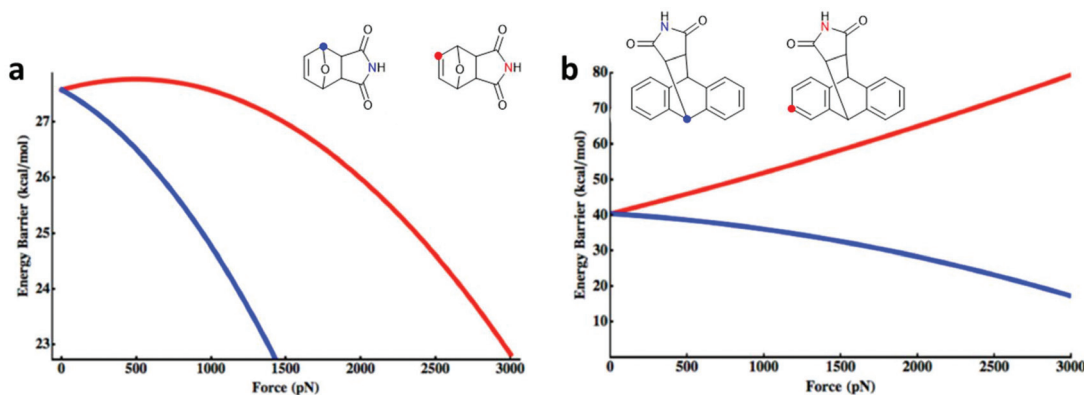 a
O
N
O
O
O
O
NH
O
27
26
25
24
23
Energy Barrier (kcal/mol)
0 500 1000 1500 2000 2500 3000
Force (pN)
b
H
N
O
O
H
N
O
O
80
70
60
50
40
30
20
10
Energy Barrier (kcal/mol)
0 500 1000 1500 2000 2500 3000
Force (pN)